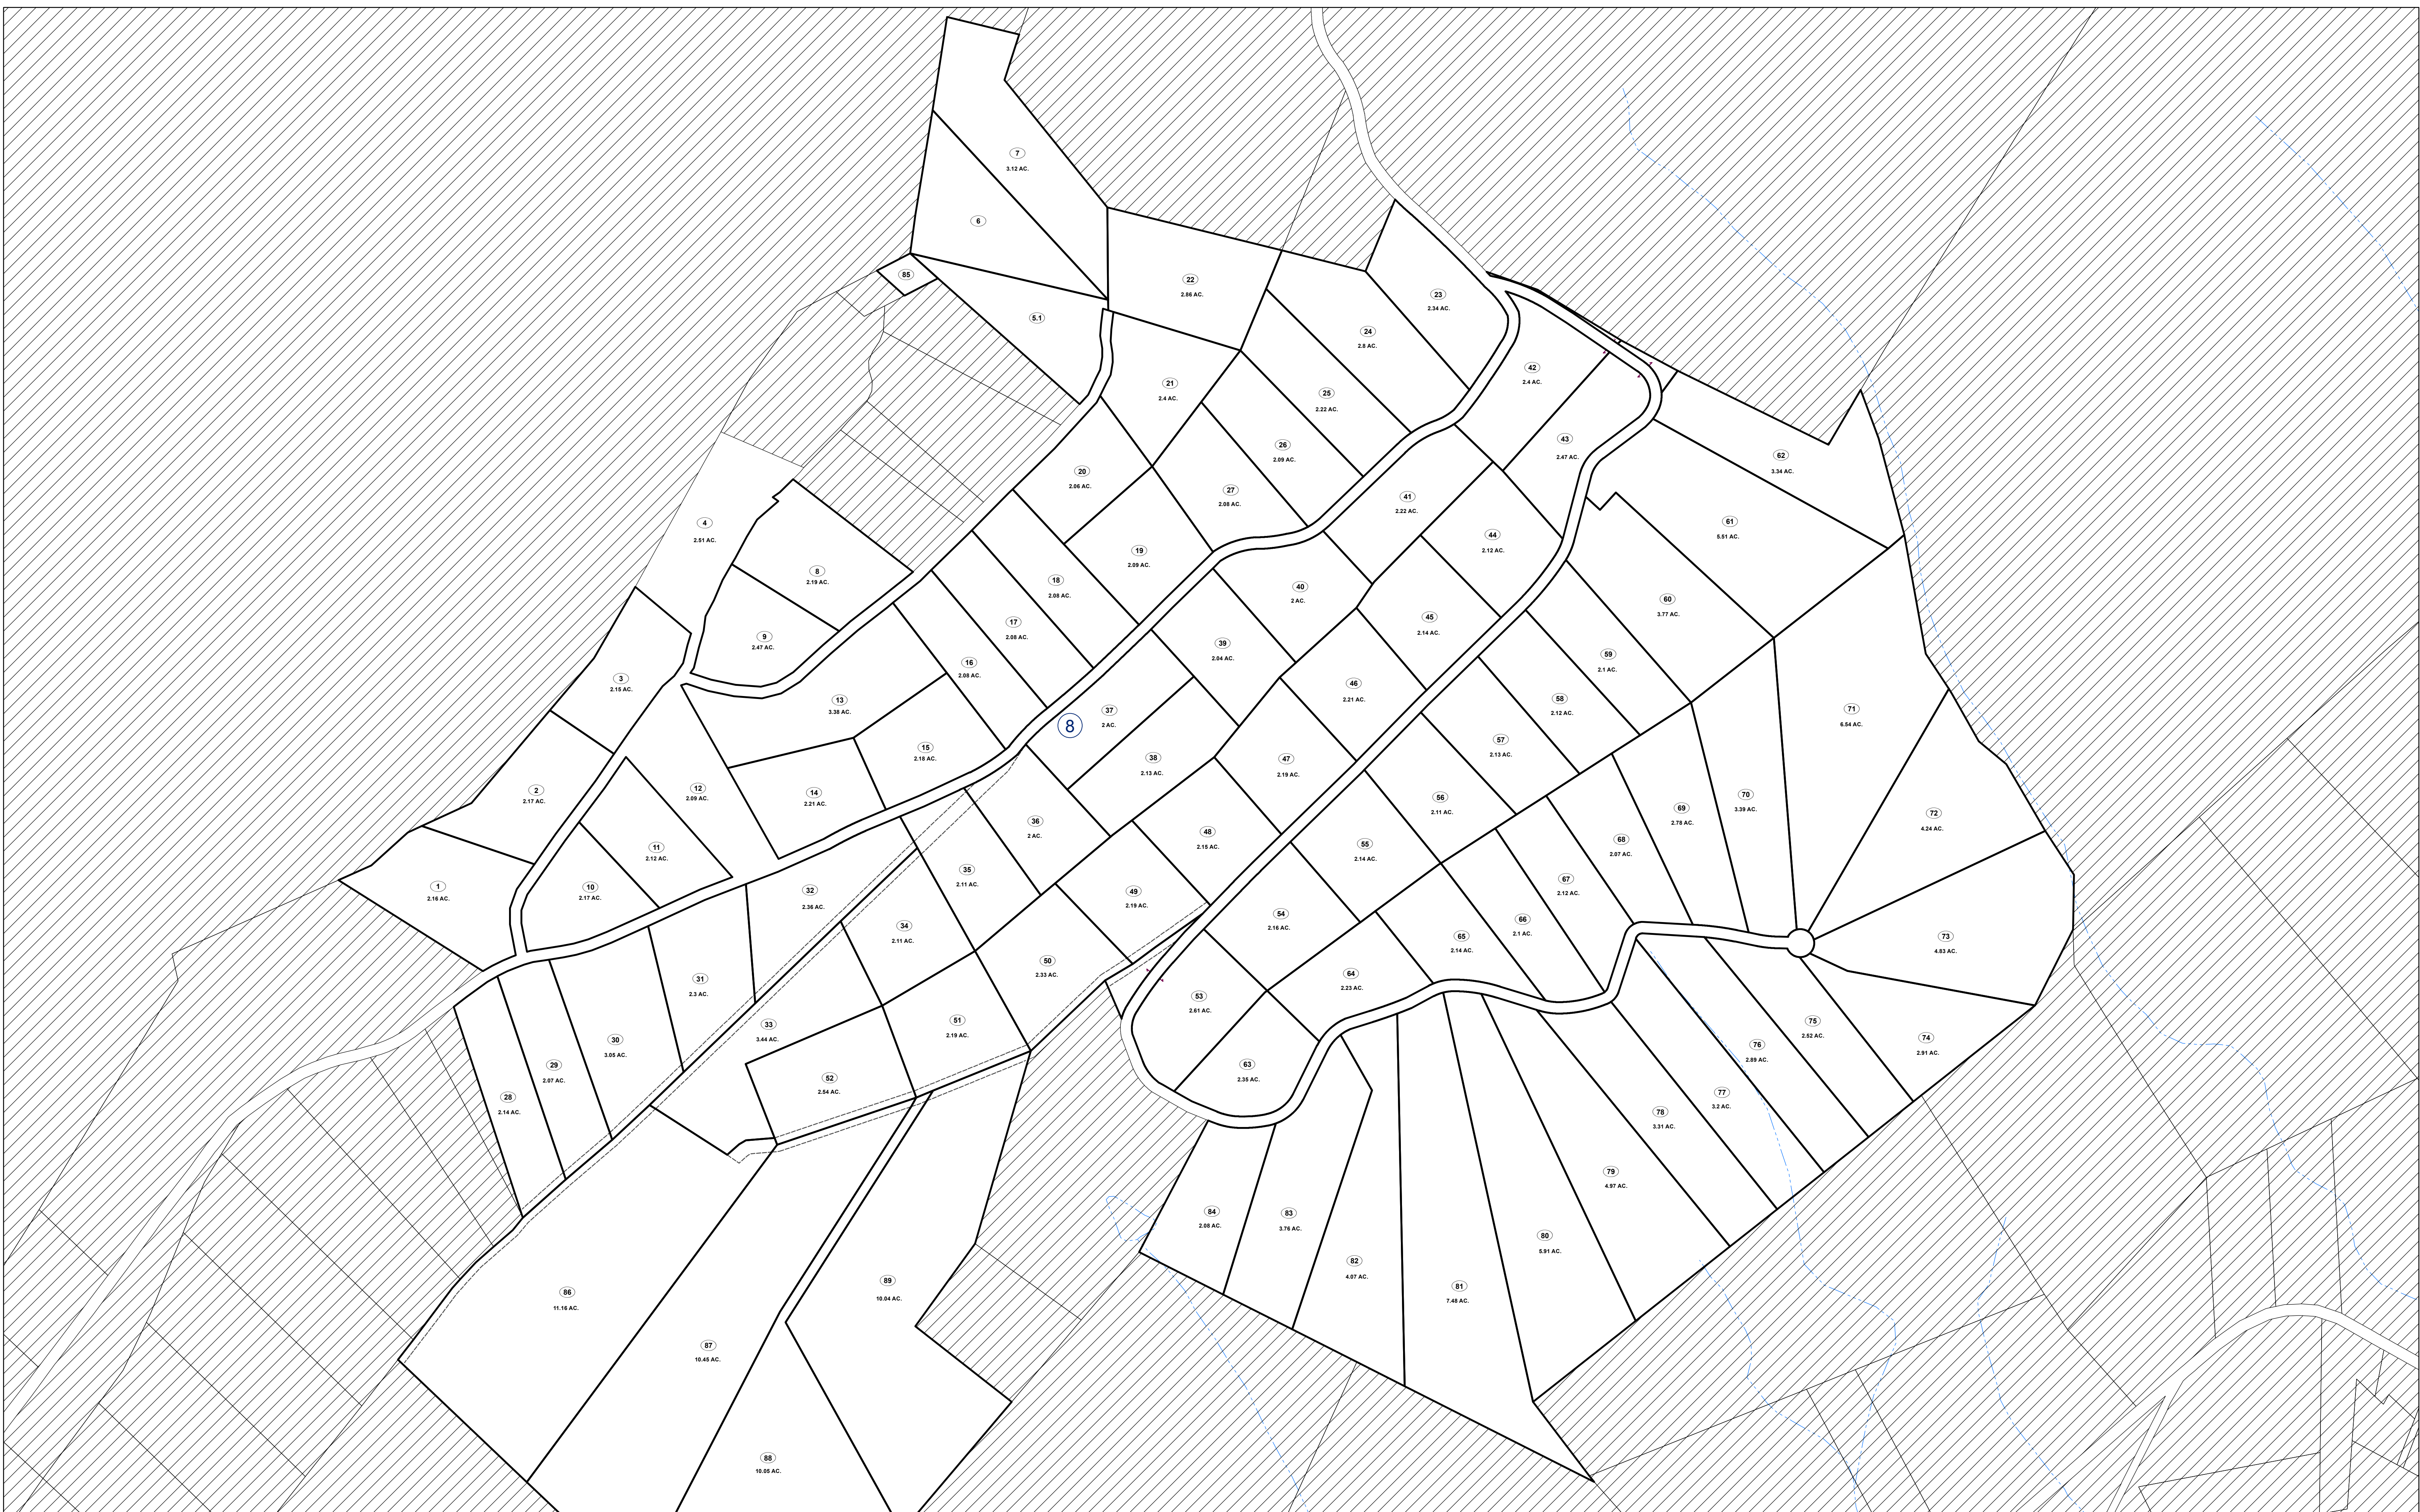 7
3.12 AC.
6
85
5.1
22
2.86 AC.
23
2.34 AC.
24
2.8 AC.
42
2.4 AC.
21
2.4 AC.
25
2.22 AC.
43
2.47 AC.
26
2.09 AC.
62
3.34 AC.
20
2.06 AC.
27
2.08 AC.
41
2.22 AC.
4
2.51 AC.
61
5.51 AC.
44
2.12 AC.
19
2.09 AC.
8
2.19 AC.
18
2.08 AC.
40
2 AC.
60
3.77 AC.
45
2.14 AC.
17
2.08 AC.
9
2.47 AC.
39
2.04 AC.
59
2.1 AC.
16
2.08 AC.
3
2.15 AC.
46
2.21 AC.
13
3.38 AC.
58
2.12 AC.
37
2 AC.
71
6.54 AC.
8
57
2.13 AC.
15
2.18 AC.
38
2.13 AC.
47
2.19 AC.
2
2.17 AC.
12
2.09 AC.
14
2.21 AC.
70
3.39 AC.
56
2.11 AC.
69
2.78 AC.
72
4.24 AC.
36
2 AC.
48
2.15 AC.
68
2.07 AC.
55
2.14 AC.
11
2.12 AC.
35
2.11 AC.
67
2.12 AC.
1
2.16 AC.
10
2.17 AC.
32
2.36 AC.
49
2.19 AC.
54
2.16 AC.
66
2.1 AC.
34
2.11 AC.
65
2.14 AC.
73
4.83 AC.
50
2.33 AC.
64
2.23 AC.
31
2.3 AC.
53
2.61 AC.
51
2.19 AC.
75
2.52 AC.
33
3.44 AC.
30
3.05 AC.
74
2.91 AC.
76
2.89 AC.
29
2.07 AC.
63
2.35 AC.
52
2.54 AC.
77
3.2 AC.
28
2.14 AC.
78
3.31 AC.
79
4.97 AC.
84
2.08 AC.
83
3.76 AC.
80
5.91 AC.
82
4.07 AC.
89
10.04 AC.
81
7.48 AC.
86
11.16 AC.
87
10.45 AC.
88
10.05 AC.